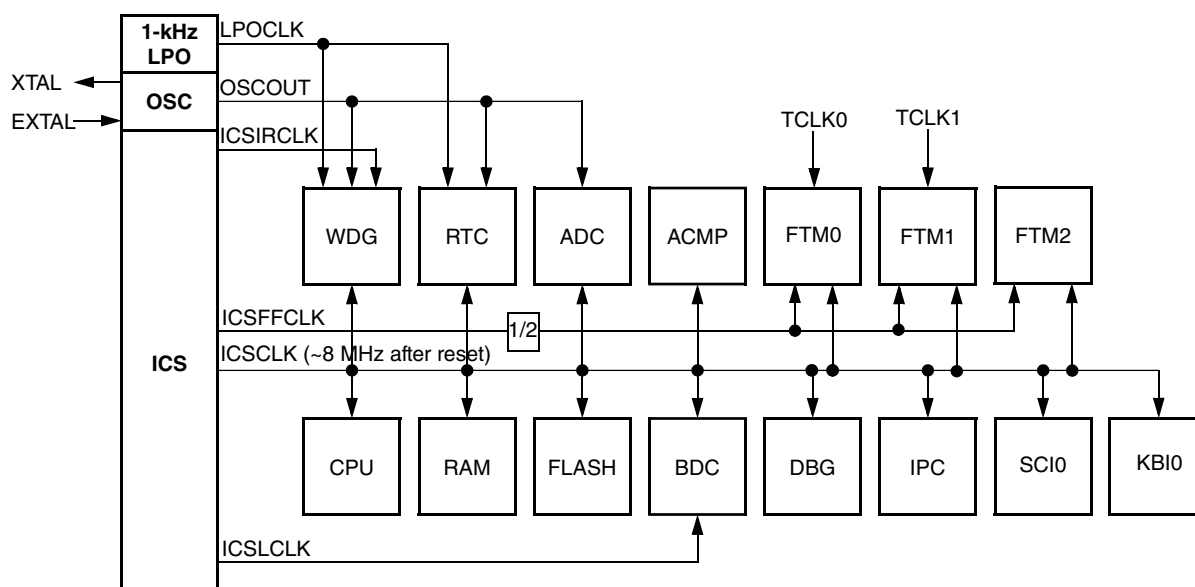 1-kHz
LPO
LPOCLK
XTAL
OSC
OSCOUT
EXTAL
ICSIRCLK
TCLK0
TCLK1
WDG
RTC
ADC
ACMP
FTM0
FTM1
FTM2
ICSFFCLK
1/2
ICS
ICSCLK (~8 MHz after reset)
CPU
RAM
FLASH
BDC
DBG
IPC
SCI0
KBI0
ICSLCLK